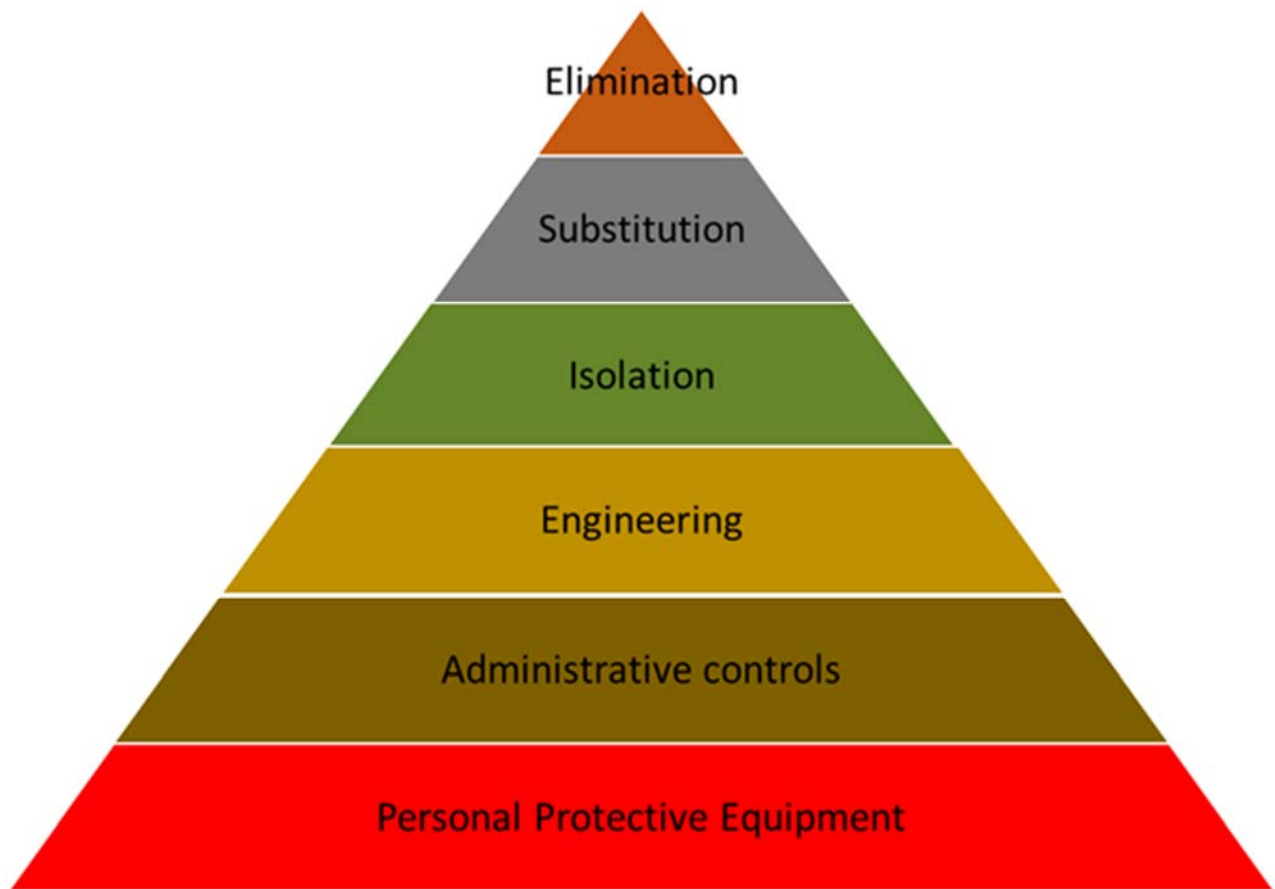 Elimination
Substitution
Isolation
Engineering
Administrative controls
Personal Protective Equipment